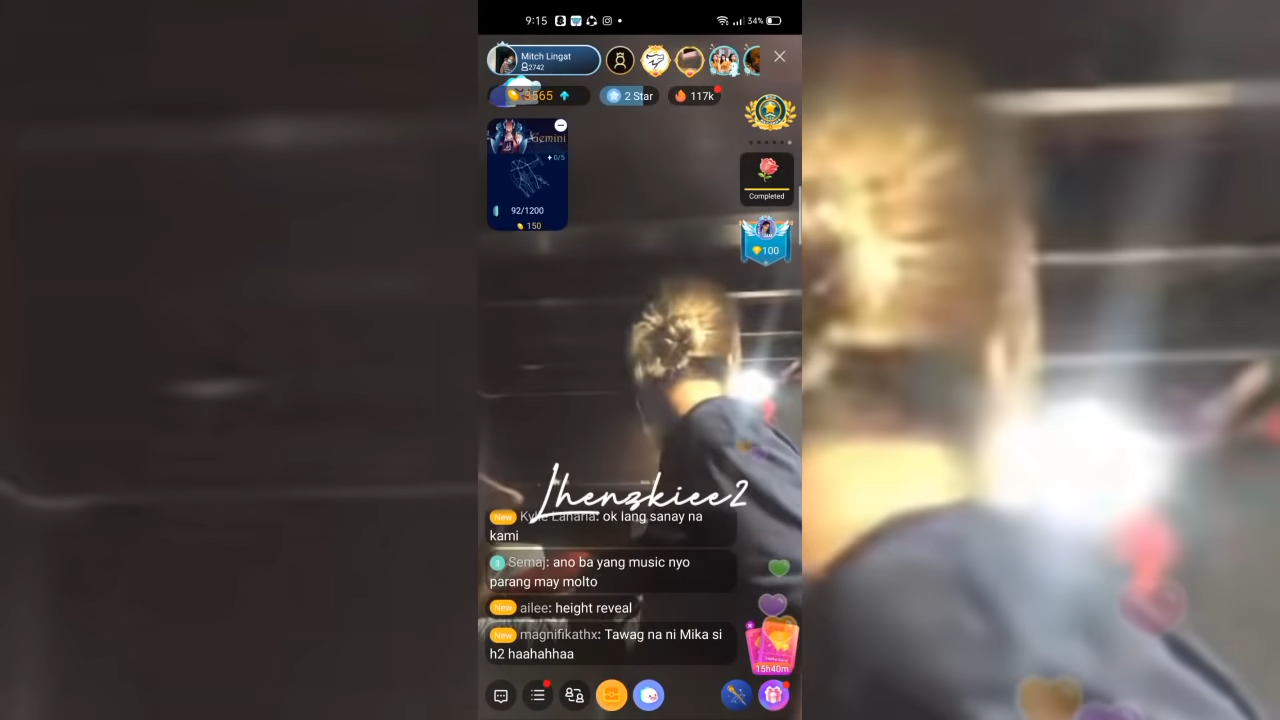 9:15
34%
Mitch Lingat
2742
3565
2 Star
117k
Gemini
0/5
92/1200
150
Completed
100
Lhenzkiee2
New Kylie Lanaria: ok lang sanay na
kami
3 Semaj: ano ba yang music nyo
parang may molto
New ailee: height reveal
New magnifikathx: Tawag na ni Mika si
h2 haahahhaa
15h40m